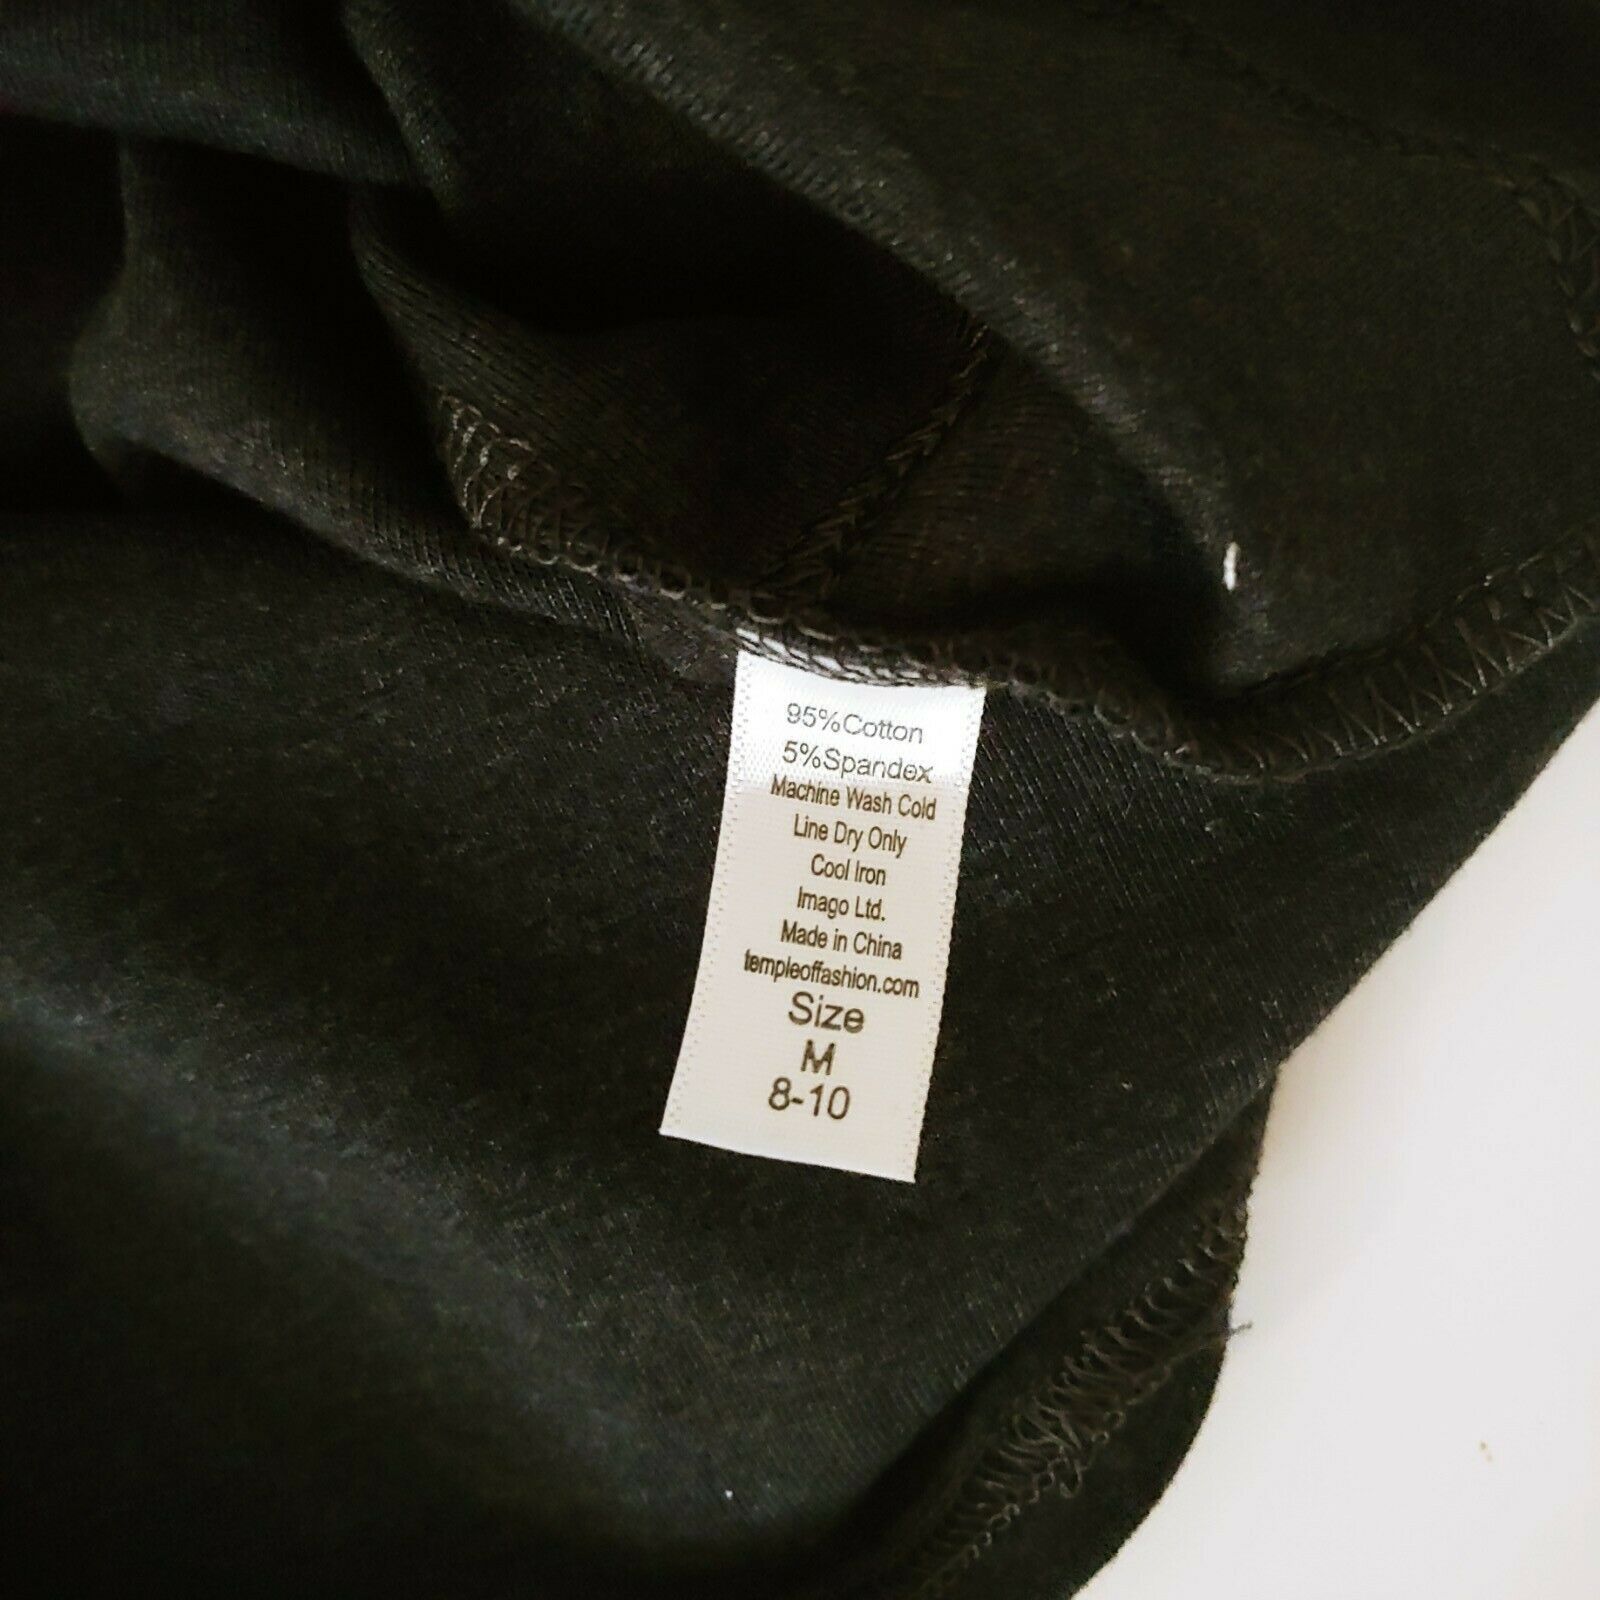 95%Cotton
5%Spandex
Machine Wash Cold
Line Dry Only
Cool Iron
Imago Ltd.
Made in China
templeoffashion.com
Size
M
8-10